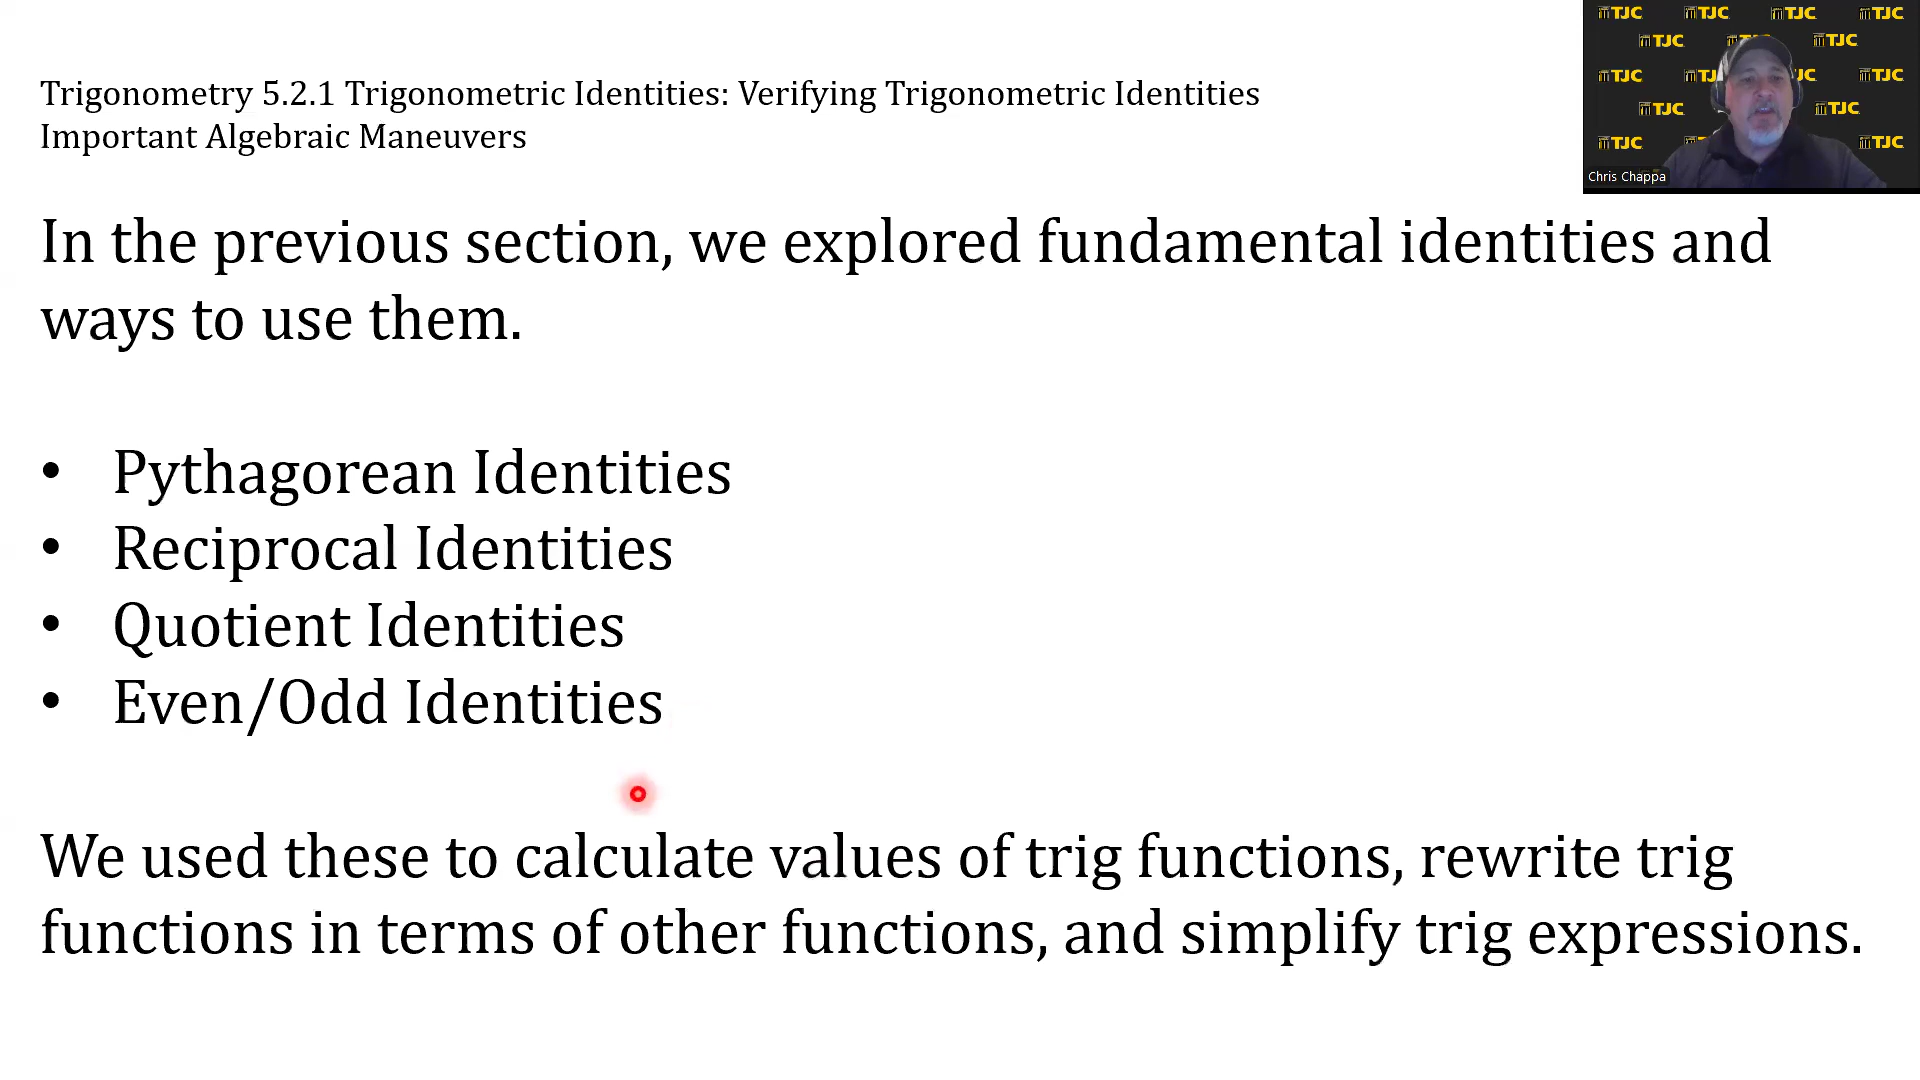 Trigonometry 5.2.1 Trigonometric Identities: Verifying Trigonometric Identities
Important Algebraic Maneuvers
TJC TJC TJC TJC
TJC TJC TJC
TJC TJC TJC TJC
TJC TJC
TJC TJC
Chris Chappa
In the previous section, we explored fundamental identities and
ways to use them.
• Pythagorean Identities
• Reciprocal Identities
• Quotient Identities
• Even/Odd Identities
We used these to calculate values of trig functions, rewrite trig
functions in terms of other functions, and simplify trig expressions.